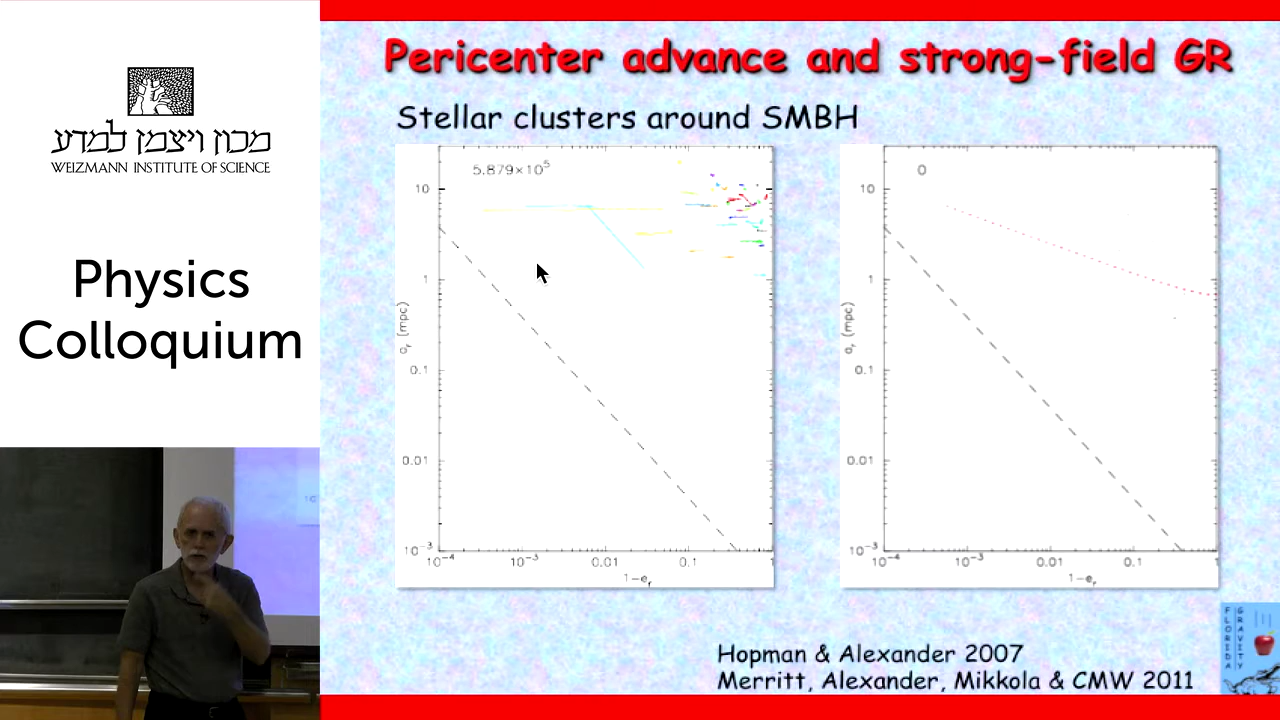 מכון ויצמן למדע
WEIZMANN INSTITUTE OF SCIENCE
Physics
Colloquium
Pericenter advance and strong-field GR
Stellar clusters around SMBH
5.879×10⁵
10
1
0.1
0.01
10⁻³
a_r [mpc]
10⁻⁴ 10⁻³ 0.01 0.1 1
1-e_r
0
10
1
0.1
0.01
10⁻³
a_r (mpc)
10⁻⁴ 10⁻³ 0.01 0.1 1
1-e_r
Hopman & Alexander 2007
Merritt, Alexander, Mikkola & CMW 2011
FLORIDA
GRAVITY